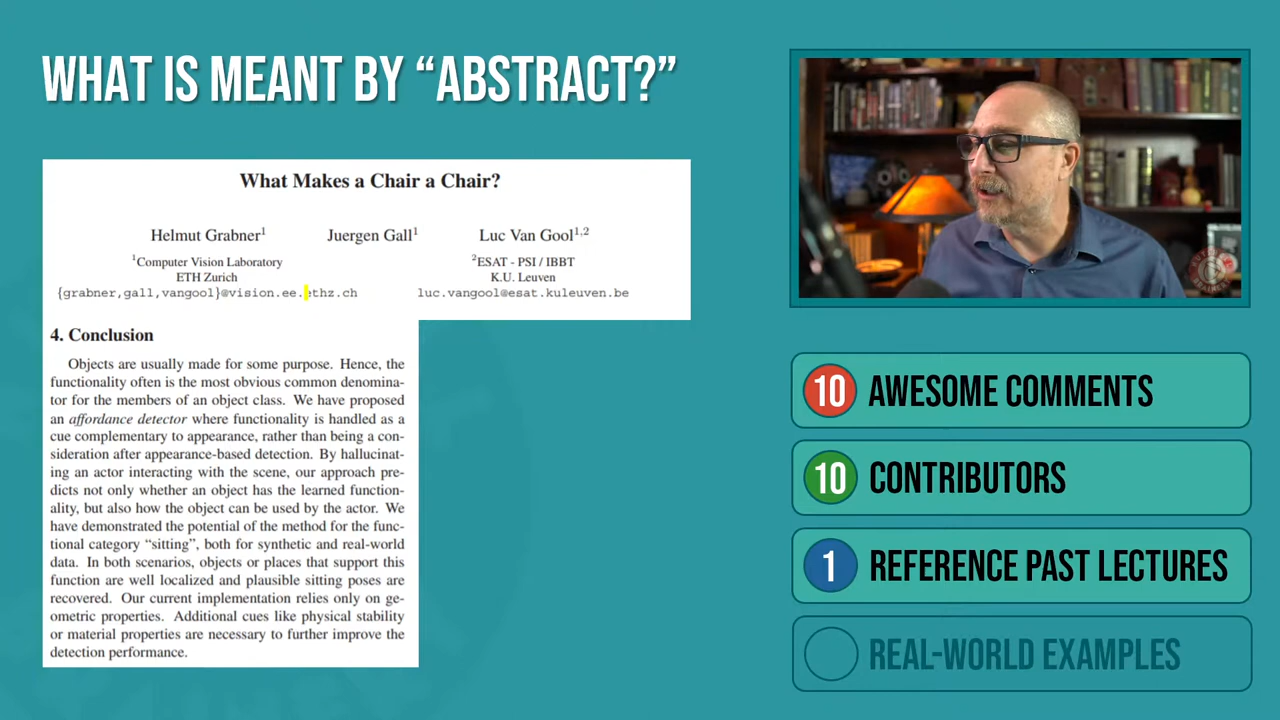 WHAT IS MEANT BY “ABSTRACT?”
What Makes a Chair a Chair?
Helmut Grabner1 Juergen Gall1 Luc Van Gool1,2
1Computer Vision Laboratory
ETH Zurich
{grabner,gall,vangool}@vision.ee.ethz.ch
2ESAT - PSI / IBBT
K.U. Leuven
luc.vangool@esat.kuleuven.be
4. Conclusion
Objects are usually made for some purpose. Hence, the
functionality often is the most obvious common denomina-
tor for the members of an object class. We have proposed
an affordance detector where functionality is handled as a
cue complementary to appearance, rather than being a con-
sideration after appearance-based detection. By hallucinat-
ing an actor interacting with the scene, our approach pre-
dicts not only whether an object has the learned function-
ality, but also how the object can be used by the actor. We
have demonstrated the potential of the method for the func-
tional category “sitting”, both for synthetic and real-world
data. In both scenarios, objects or places that support this
function are well localized and plausible sitting poses are
recovered. Our current implementation relies only on ge-
ometric properties. Additional cues like physical stability
or material properties are necessary to further improve the
detection performance.
10 AWESOME COMMENTS
10 CONTRIBUTORS
1 REFERENCE PAST LECTURES
REAL-WORLD EXAMPLES